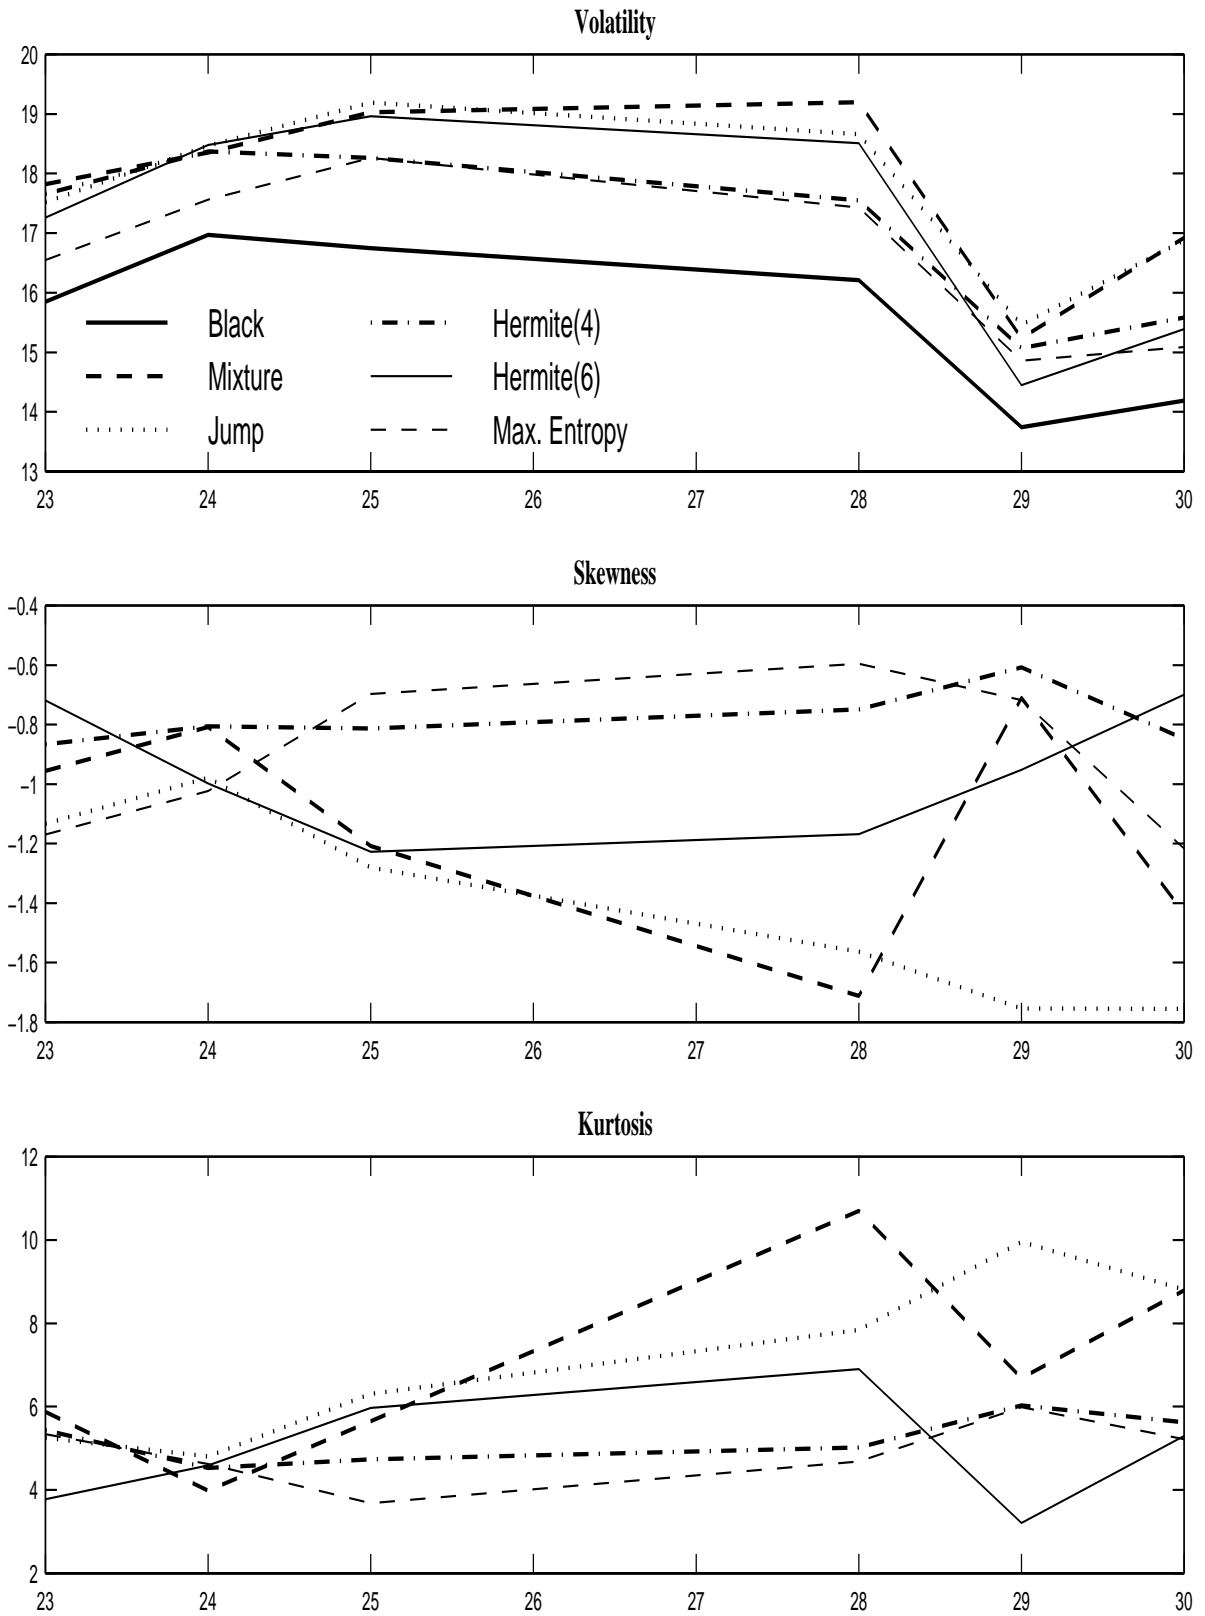 Volatility
20
19
18
17
16
15
14
13
Black
Mixture
Jump
Hermite(4)
Hermite(6)
Max. Entropy
23 24 25 26 27 28 29 30
Skewness
−0.4
−0.6
−0.8
−1
−1.2
−1.4
−1.6
−1.8
23 24 25 26 27 28 29 30
Kurtosis
12
10
8
6
4
2
23 24 25 26 27 28 29 30